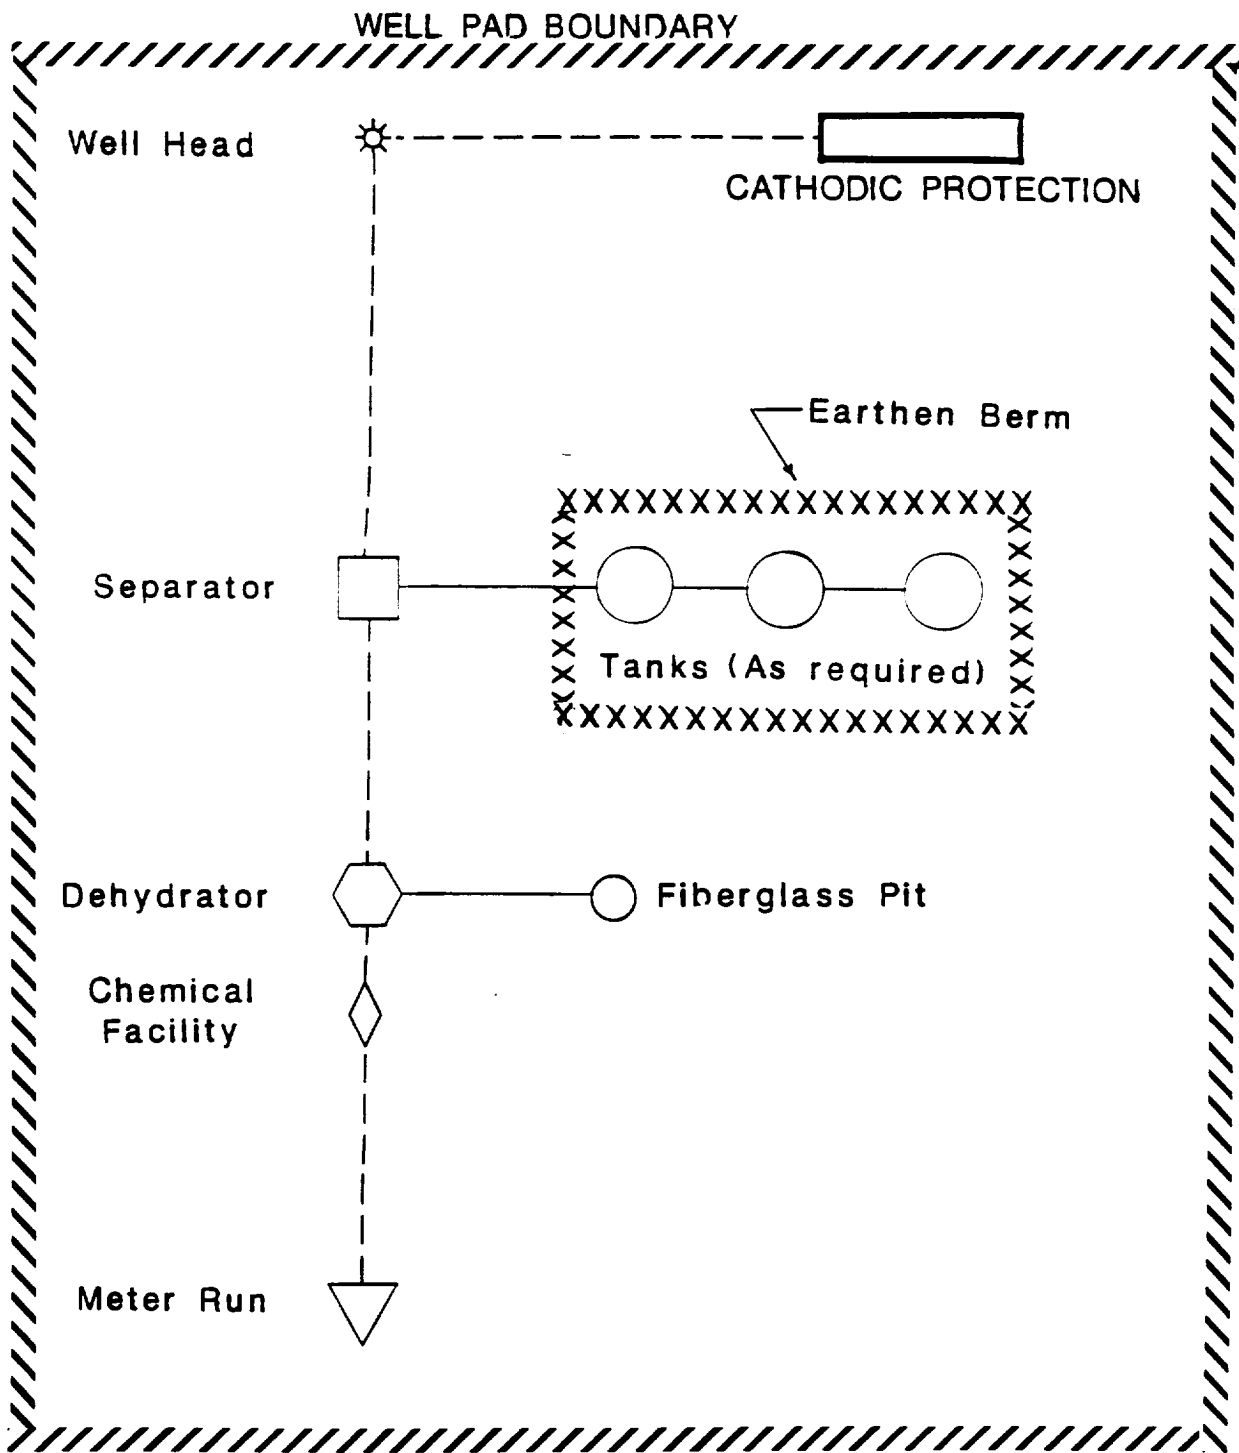 WELL PAD BOUNDARY
Well Head
CATHODIC PROTECTION
Earthen Berm
Separator
Tanks (As required)
Dehydrator
Fiberglass Pit
Chemical
Facility
Meter Run